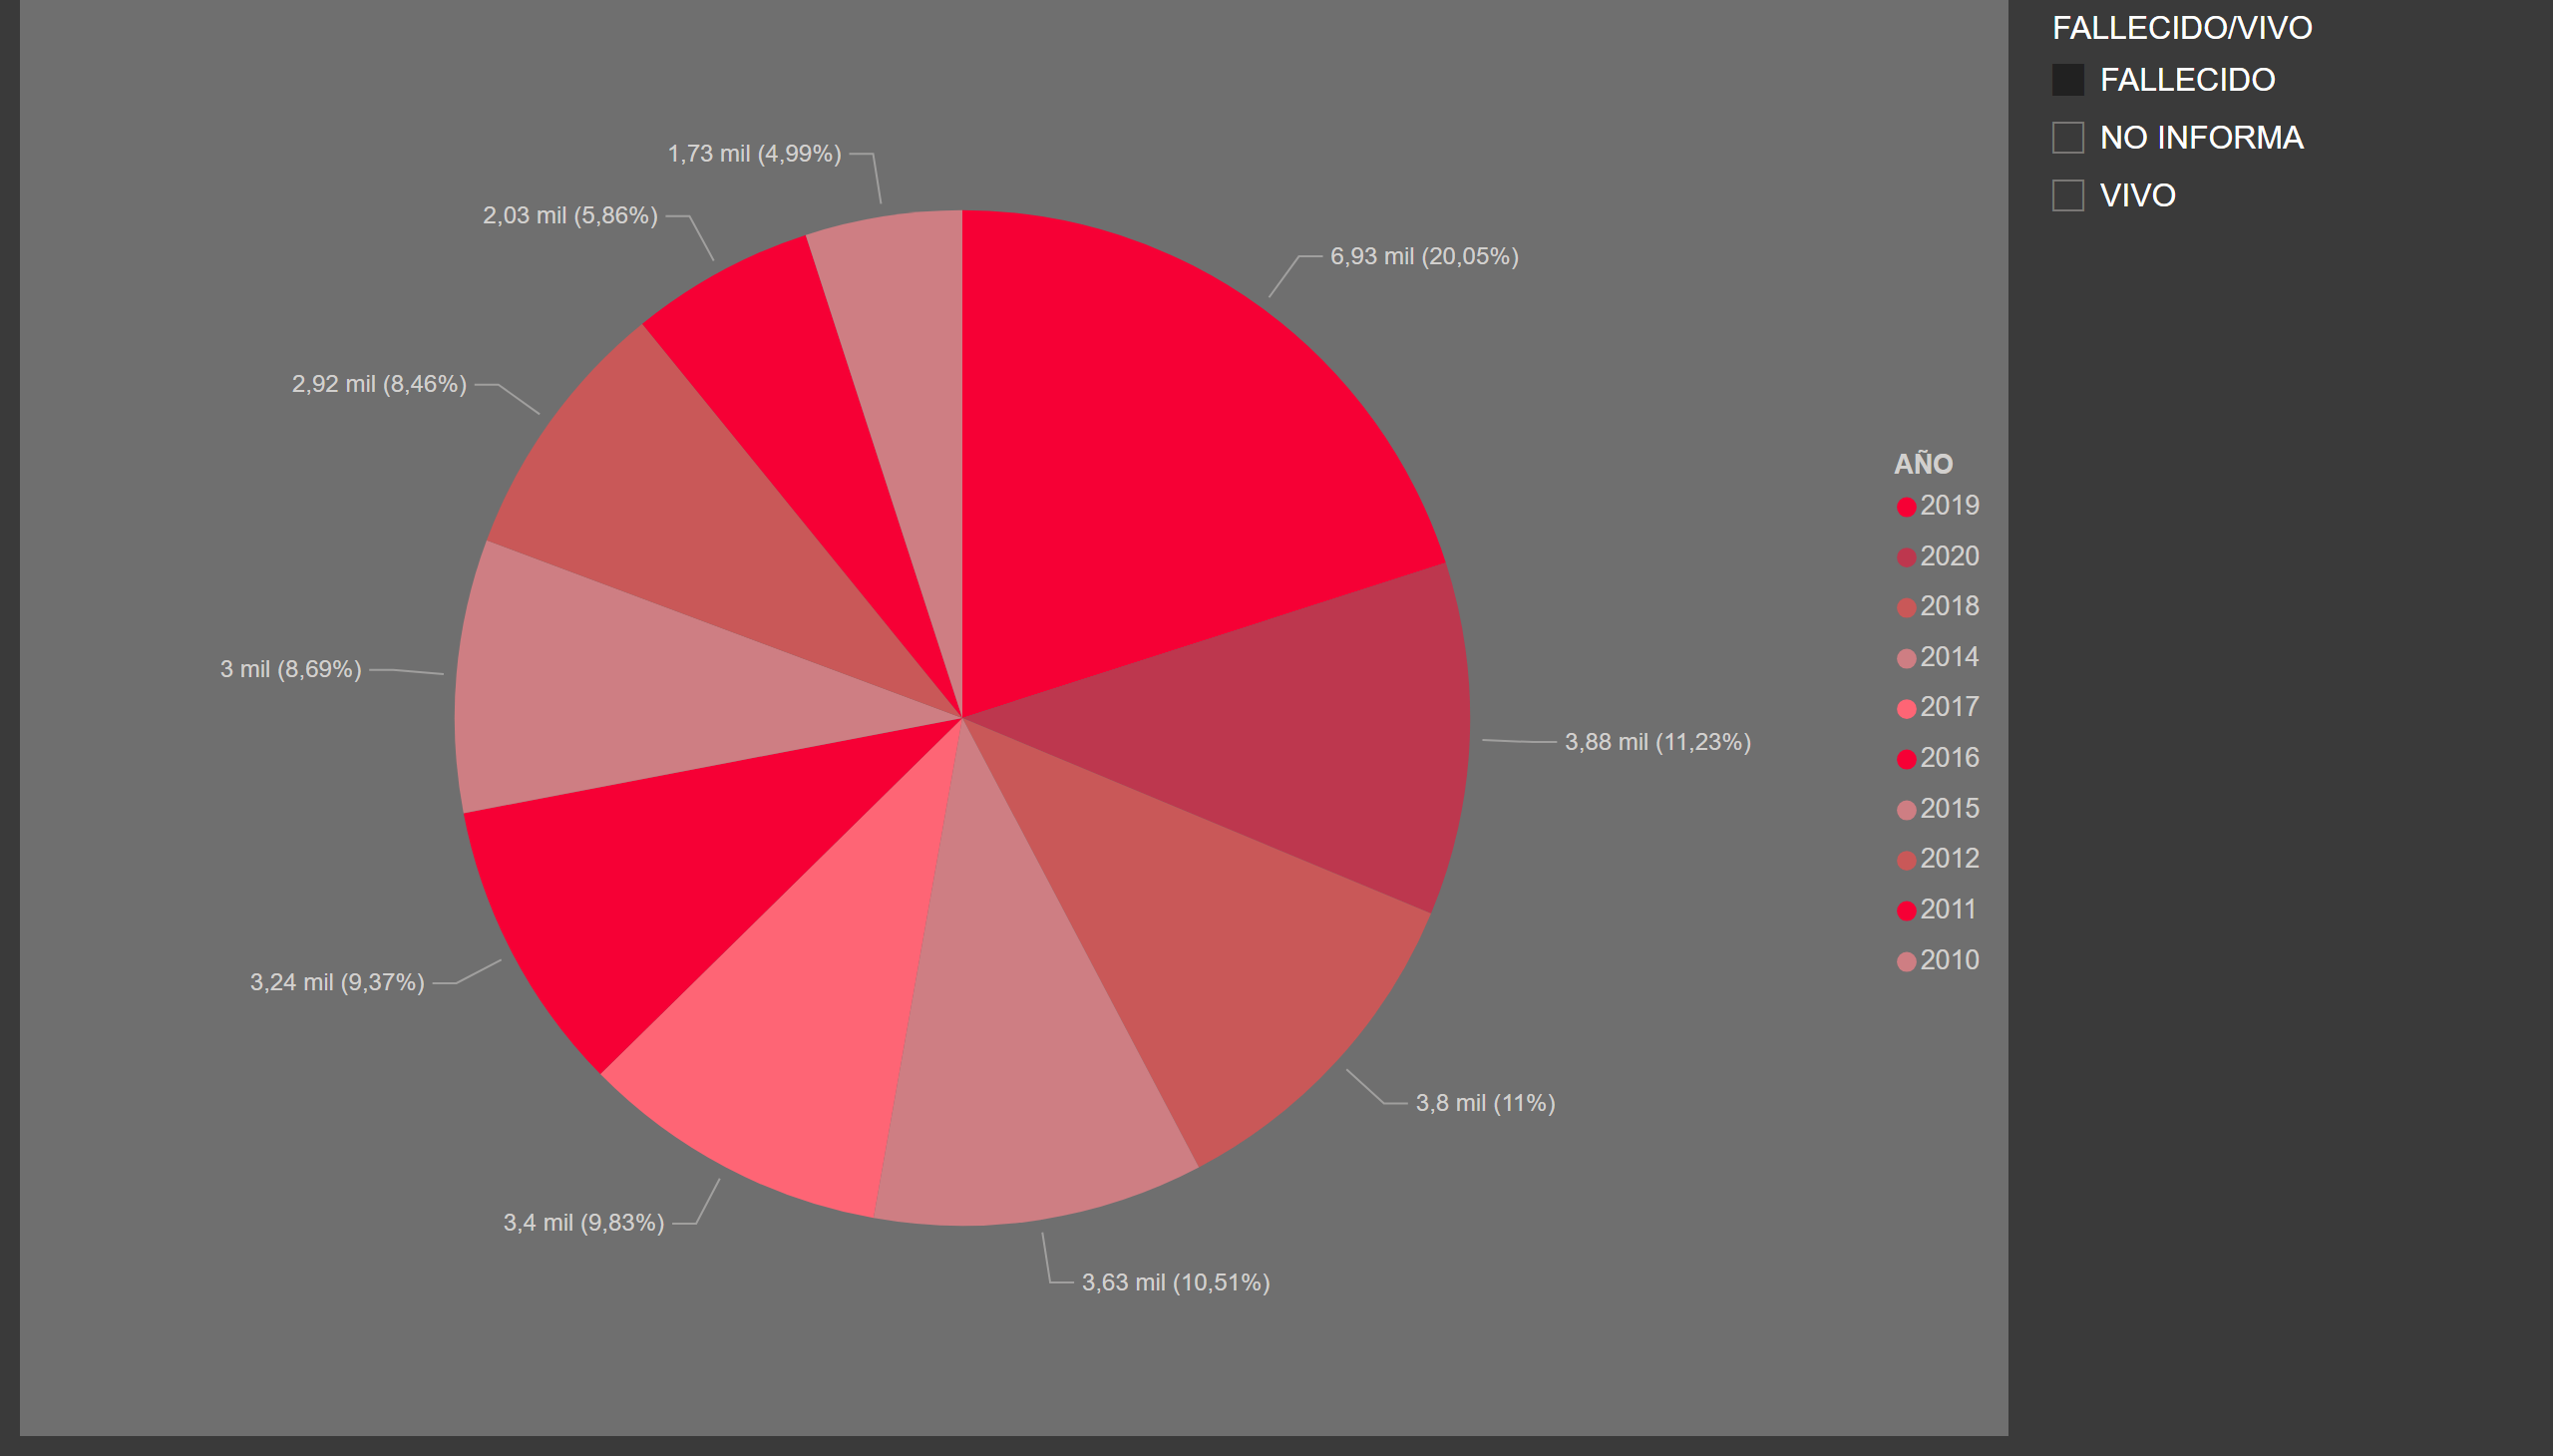 1,73 mil (4,99%)
2,03 mil (5,86%)
6,93 mil (20,05%)
2,92 mil (8,46%)
3 mil (8,69%)
3,88 mil (11,23%)
3,24 mil (9,37%)
3,8 mil (11%)
3,4 mil (9,83%)
3,63 mil (10,51%)
AÑO
2019
2020
2018
2014
2017
2016
2015
2012
2011
2010
FALLECIDO/VIVO
FALLECIDO
NO INFORMA
VIVO